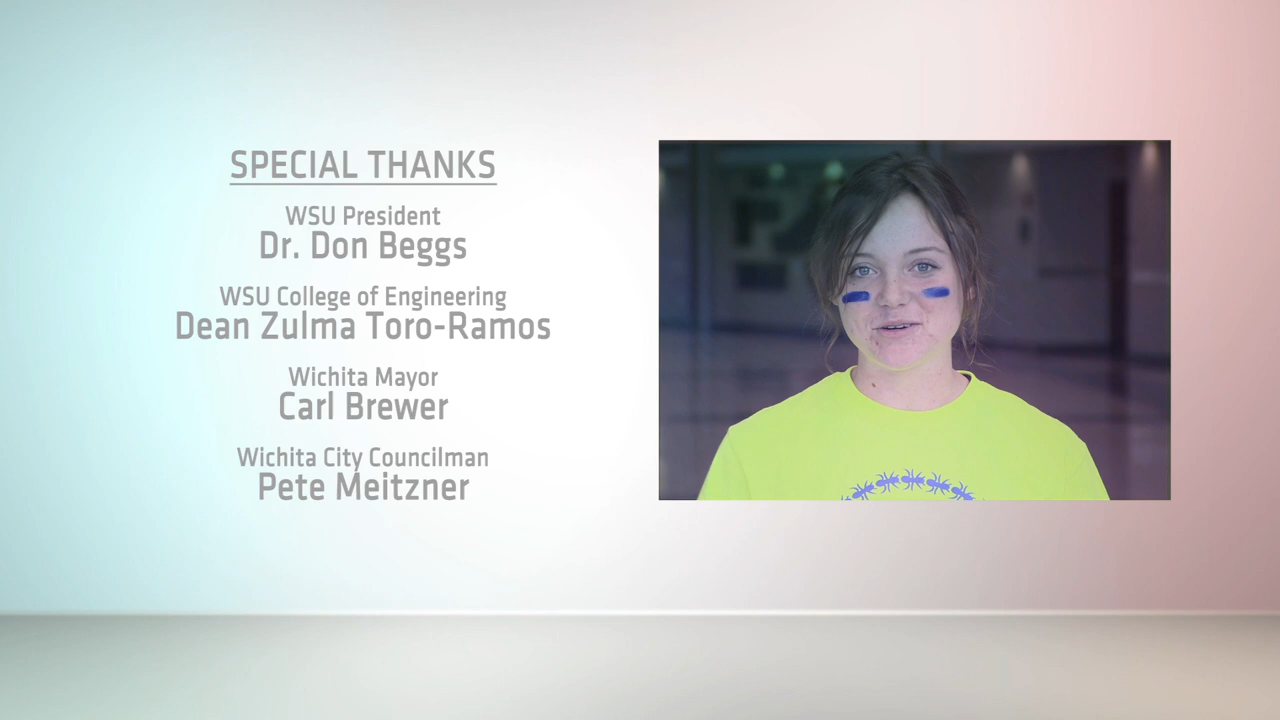 SPECIAL THANKS
WSU President
Dr. Don Beggs
WSU College of Engineering
Dean Zulma Toro-Ramos
Wichita Mayor
Carl Brewer
Wichita City Councilman
Pete Meitzner